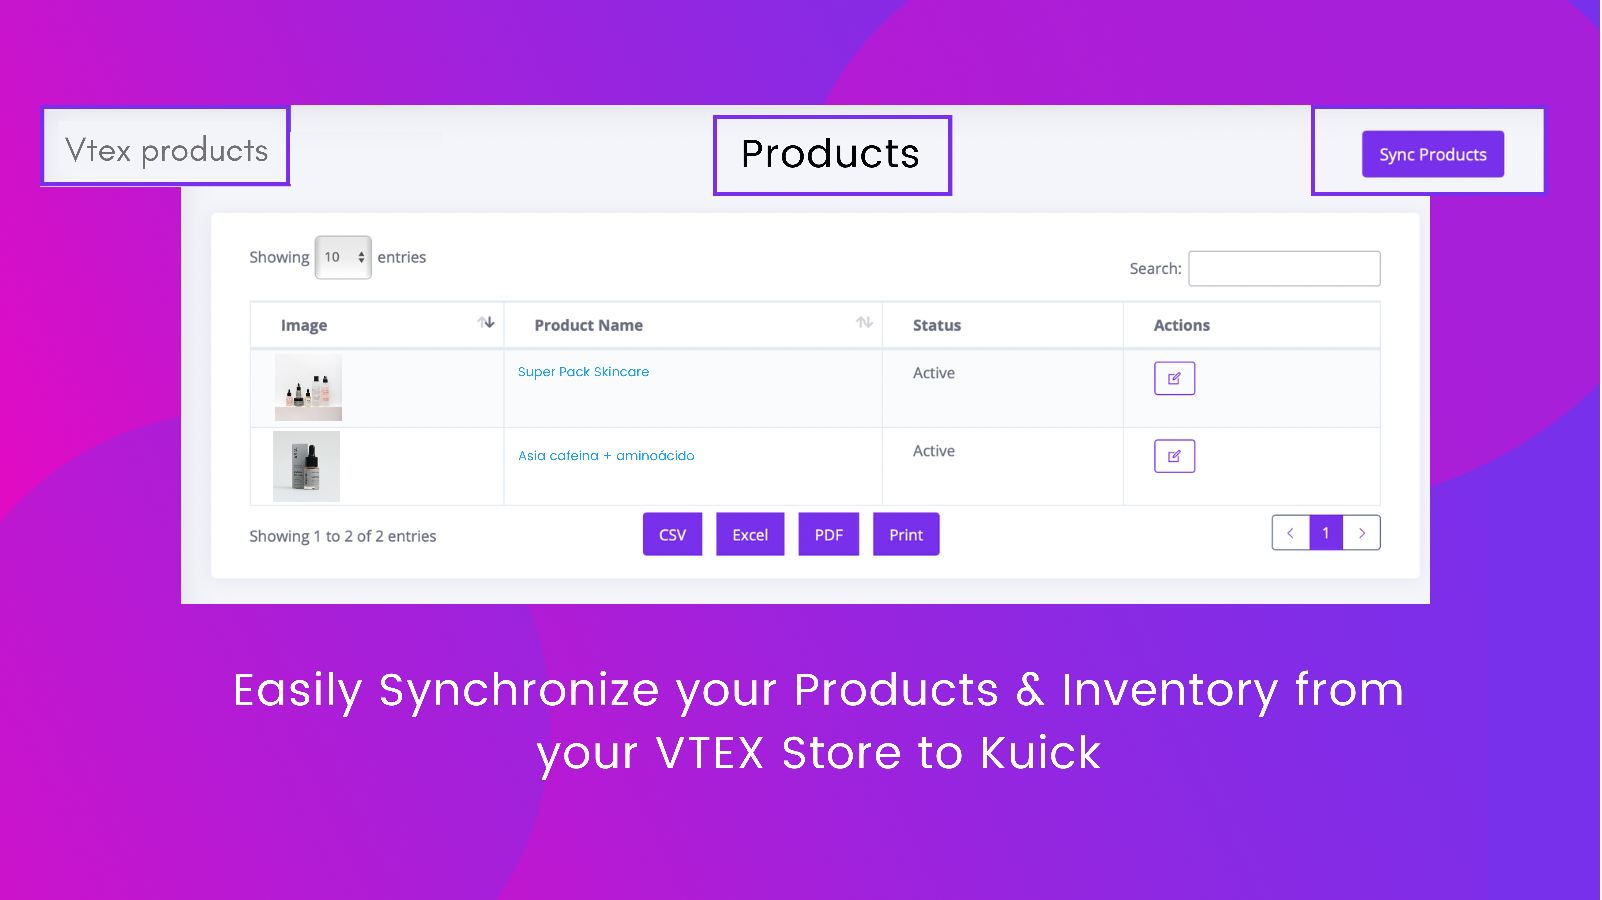 Vtex products
Products
Sync Products
Showing 10 entries
Search:
Image Product Name Status Actions
Super Pack Skincare Active
Asia cafeina + aminoácido Active
Showing 1 to 2 of 2 entries
CSV Excel PDF Print
1
Easily Synchronize your Products & Inventory from
your VTEX Store to Kuick